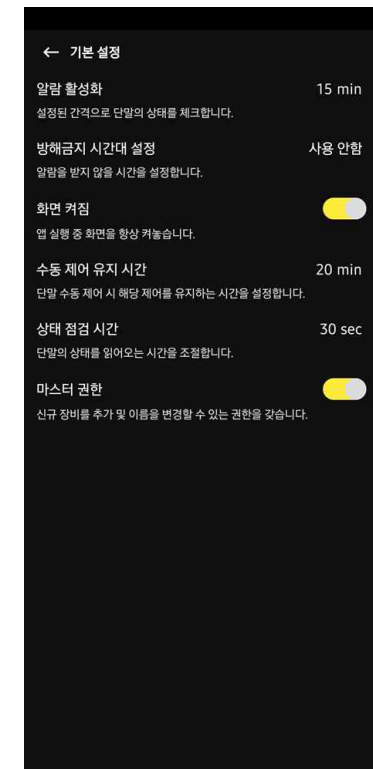 ← 기본 설정
알람 활성화 15 min
설정된 간격으로 단말의 상태를 체크합니다.
방해금지 시간대 설정 사용 안함
알람을 받지 않을 시간을 설정합니다.
화면 켜짐
앱 실행 중 화면을 항상 켜놓습니다.
수동 제어 유지 시간 20 min
단말 수동 제어 시 해당 제어를 유지하는 시간을 설정합니다.
상태 점검 시간 30 sec
단말의 상태를 읽어오는 시간을 조절합니다.
마스터 권한
신규 장비를 추가 및 이름을 변경할 수 있는 권한을 갖습니다.